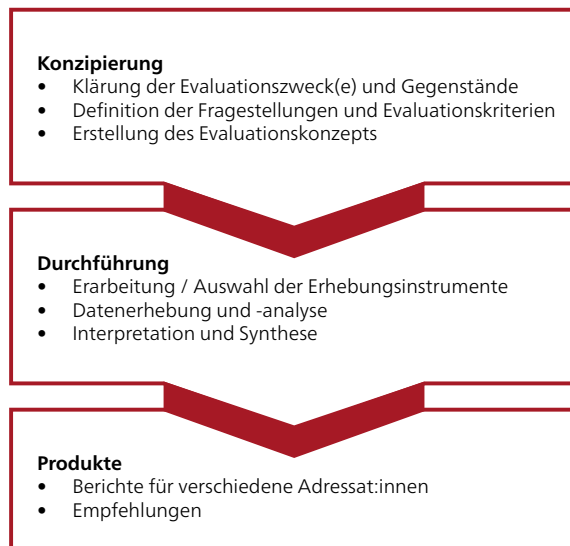 Konzipierung
• Klärung der Evaluationszweck(e) und Gegenstände
• Definition der Fragestellungen und Evaluationskriterien
• Erstellung des Evaluationskonzepts
Durchführung
• Erarbeitung / Auswahl der Erhebungsinstrumente
• Datenerhebung und -analyse
• Interpretation und Synthese
Produkte
• Berichte für verschiedene Adressat:innen
• Empfehlungen